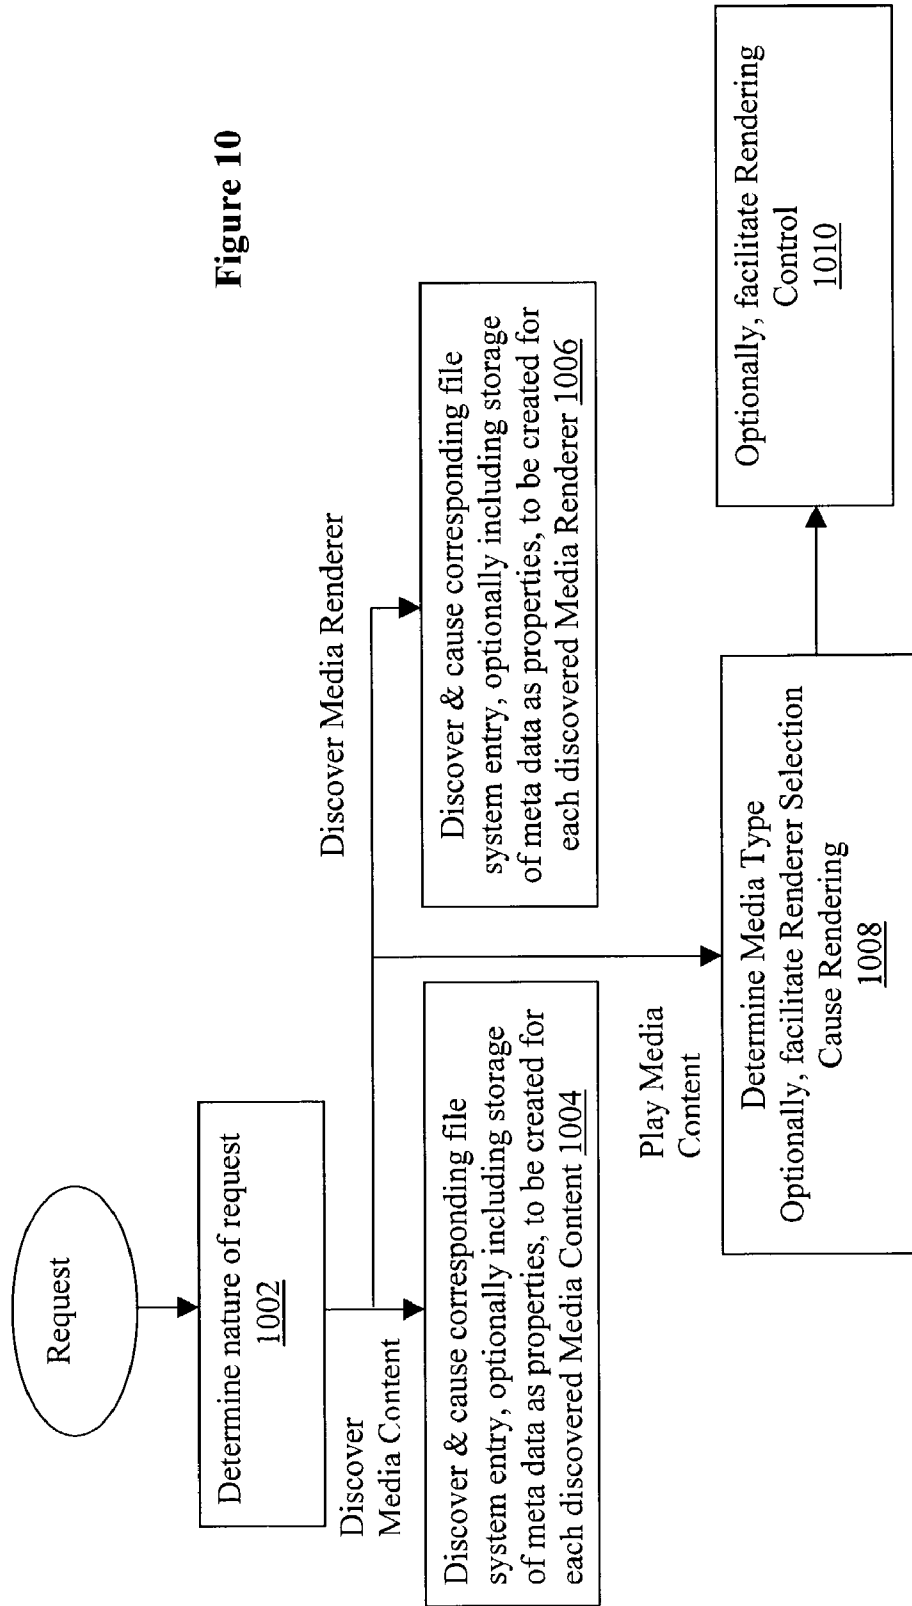 Figure 10
Request
Determine nature of request
1002
Discover
Media Content
Discover Media Renderer
Discover & cause corresponding file
system entry, optionally including storage
of meta data as properties, to be created for
each discovered Media Content 1004
Discover & cause corresponding file
system entry, optionally including storage
of meta data as properties, to be created for
each discovered Media Renderer 1006
Play Media
Content
Determine Media Type
Optionally, facilitate Renderer Selection
Cause Rendering
1008
Optionally, facilitate Rendering
Control
1010